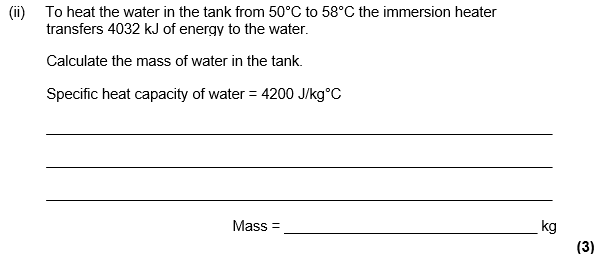 (ii) To heat the water in the tank from 50°C to 58°C the immersion heater
transfers 4032 kJ of energy to the water.
Calculate the mass of water in the tank.
Specific heat capacity of water = 4200 J/kg°C
Mass = ______________________________ kg
(3)